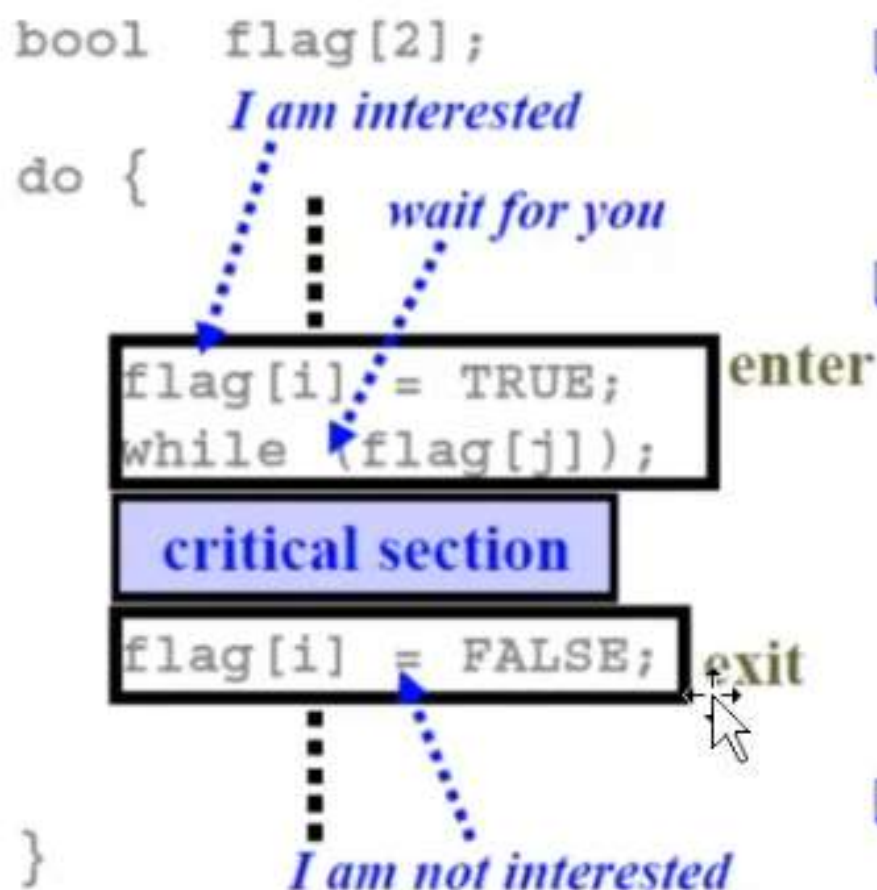 bool flag[2];
I am interested
do {
wait for you
flag[i] = TRUE;
enter
while (flag[j]);
critical section
flag[i] = FALSE;
exit
}
I am not interested